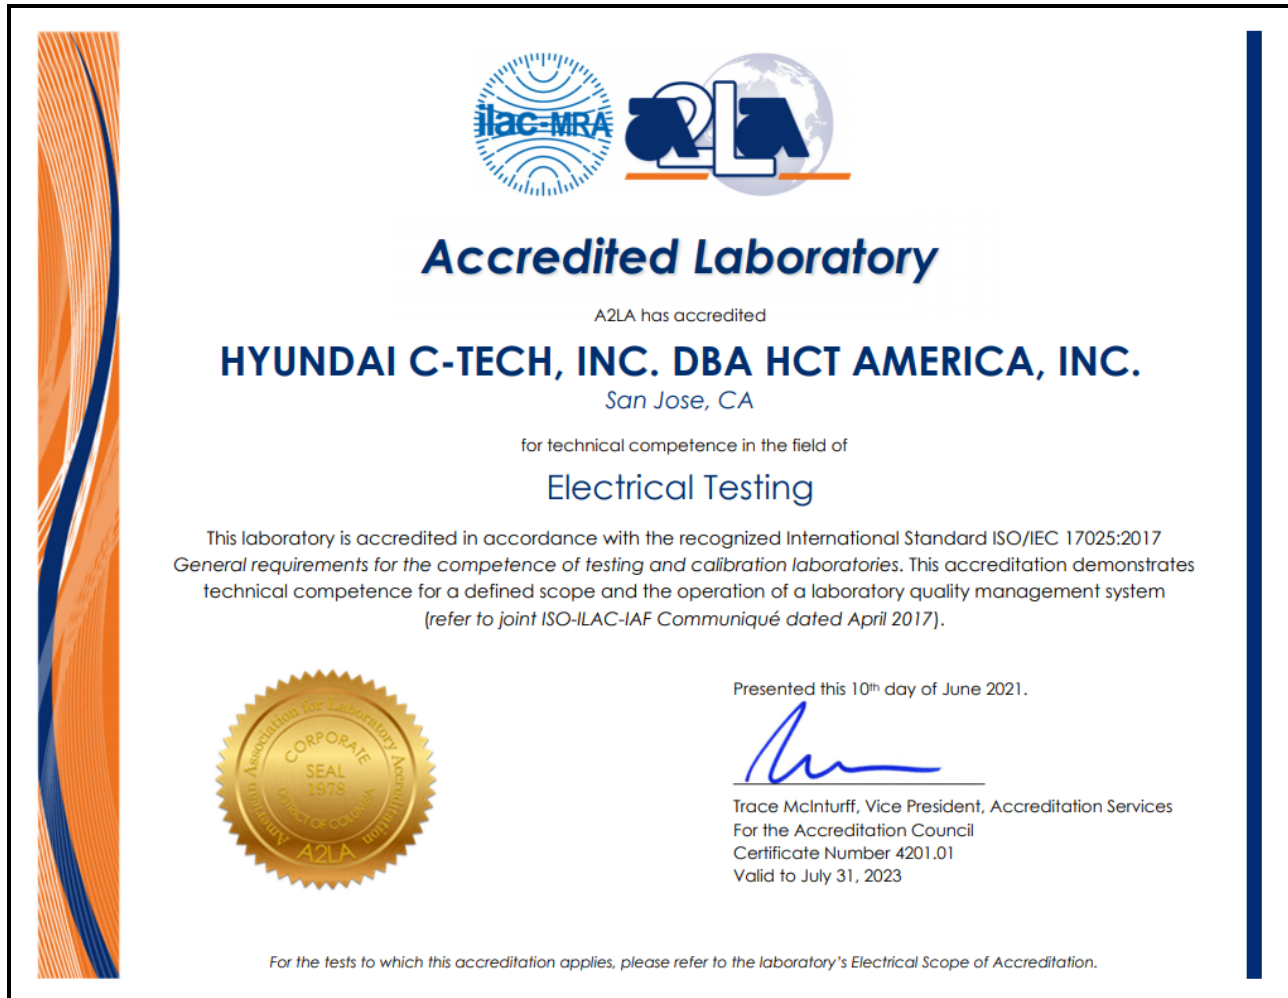 ilac-MRA
A2LA
Accredited Laboratory
A2LA has accredited
HYUNDAI C-TECH, INC. DBA HCT AMERICA, INC.
San Jose, CA
for technical competence in the field of
Electrical Testing
This laboratory is accredited in accordance with the recognized International Standard ISO/IEC 17025:2017
General requirements for the competence of testing and calibration laboratories. This accreditation demonstrates
technical competence for a defined scope and the operation of a laboratory quality management system
(refer to joint ISO-ILAC-IAF Communiqué dated April 2017).
American Association for Laboratory Accreditation
CORPORATE
SEAL
1978
DISTRICT OF COLUMBIA
A2LA
Presented this 10th day of June 2021.
Trace McInturff, Vice President, Accreditation Services
For the Accreditation Council
Certificate Number 4201.01
Valid to July 31, 2023
For the tests to which this accreditation applies, please refer to the laboratory's Electrical Scope of Accreditation.